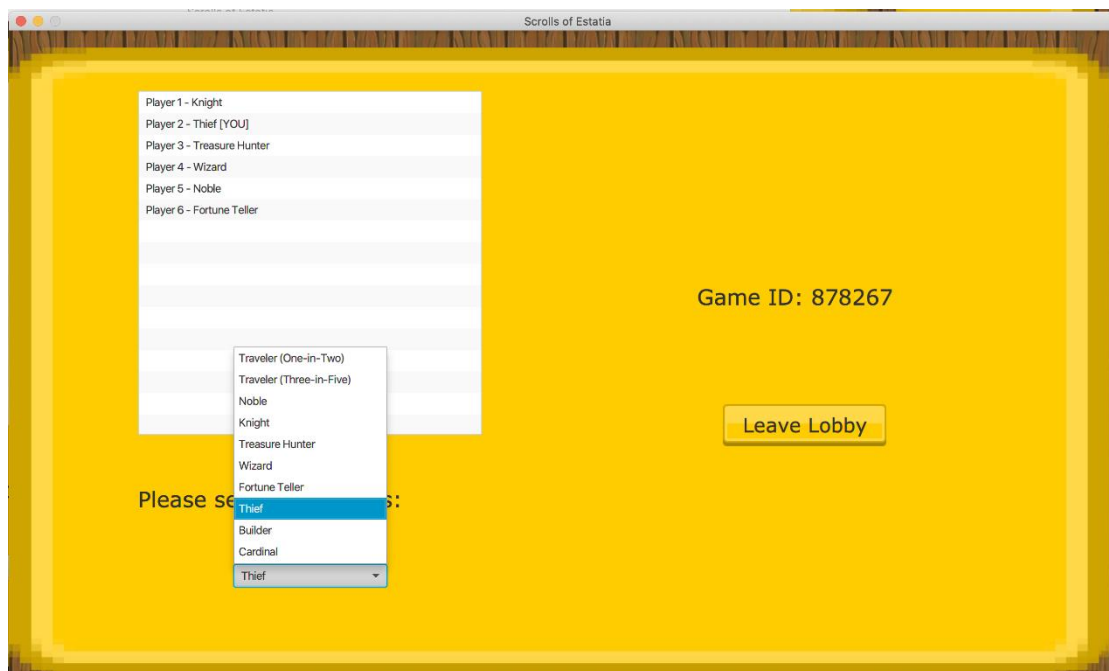 Scrolls of Estatia
Player 1 - Knight
Player 2 - Thief [YOU]
Player 3 - Treasure Hunter
Player 4 - Wizard
Player 5 - Noble
Player 6 - Fortune Teller
Game ID: 878267
Traveler (One-in-Two)
Traveler (Three-in-Five)
Noble
Knight
Treasure Hunter
Wizard
Fortune Teller
Thief
Builder
Cardinal
Leave Lobby
Please se
s:
Thief